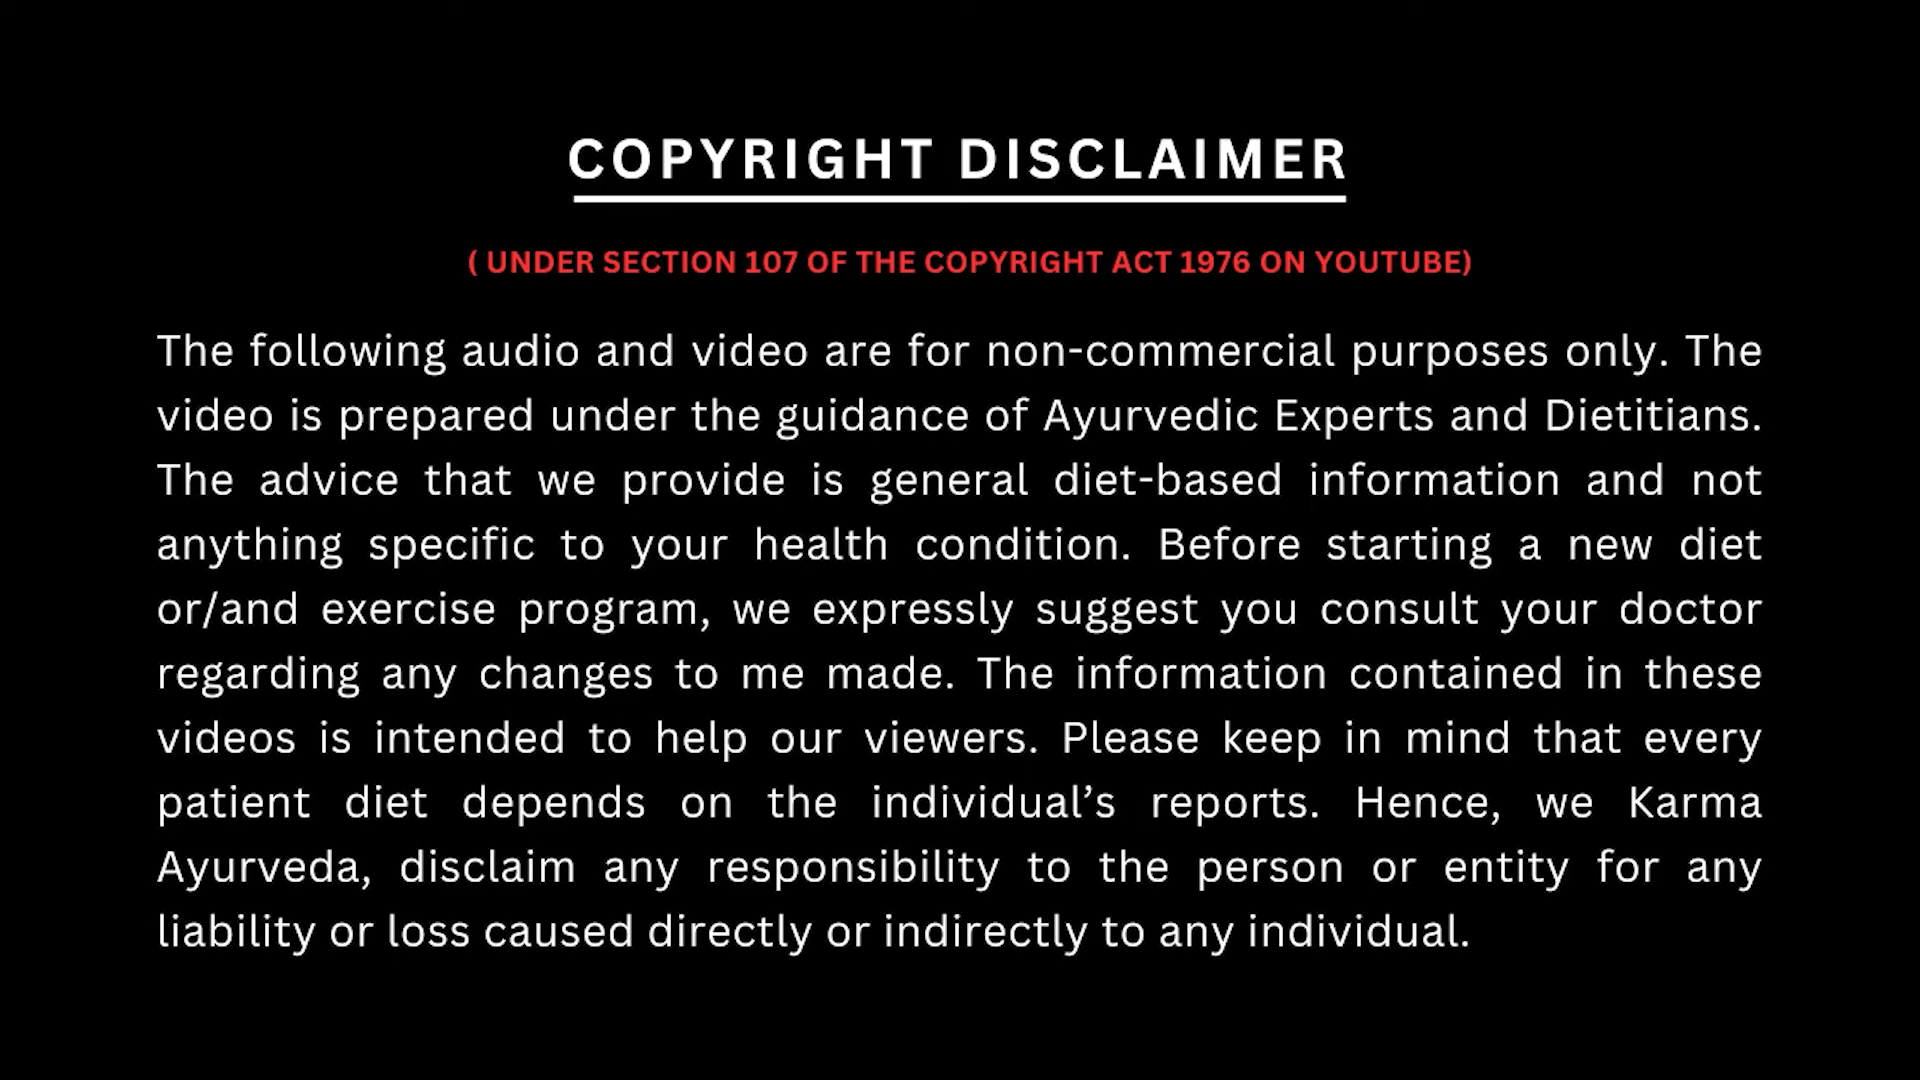 COPYRIGHT DISCLAIMER
( UNDER SECTION 107 OF THE COPYRIGHT ACT 1976 ON YOUTUBE)
The following audio and video are for non-commercial purposes only. The
video is prepared under the guidance of Ayurvedic Experts and Dietitians.
The advice that we provide is general diet-based information and not
anything specific to your health condition. Before starting a new diet
or/and exercise program, we expressly suggest you consult your doctor
regarding any changes to me made. The information contained in these
videos is intended to help our viewers. Please keep in mind that every
patient diet depends on the individual’s reports. Hence, we Karma
Ayurveda, disclaim any responsibility to the person or entity for any
liability or loss caused directly or indirectly to any individual.